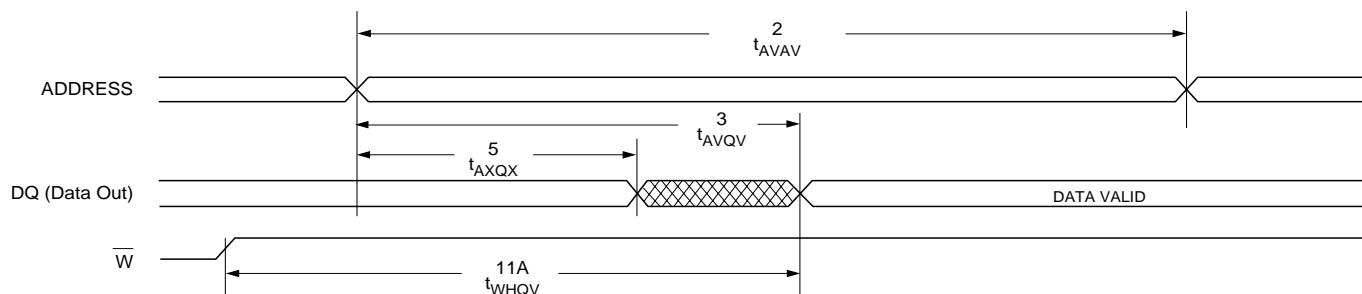 2
tAVAV
ADDRESS
3
tAVQV
5
tAXQX
DQ (Data Out)
DATA VALID
W̅
11A
tWHQV